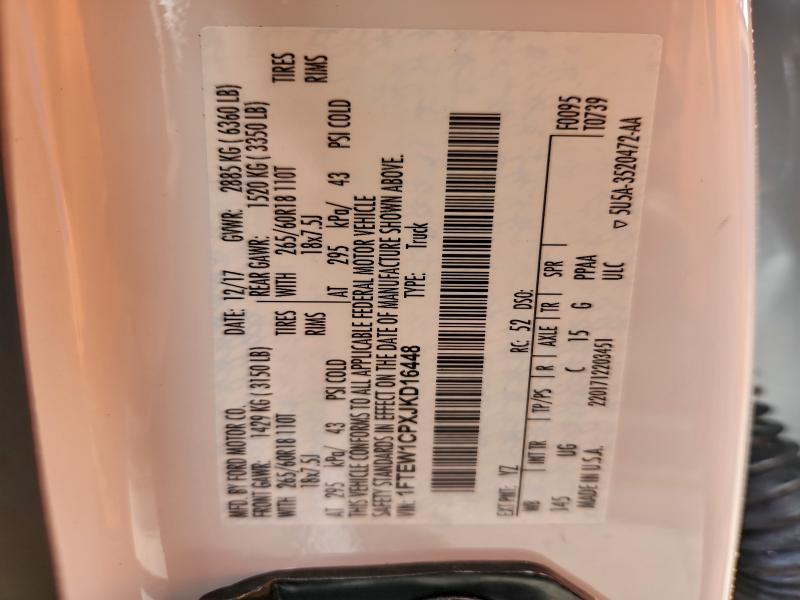 MFD. BY FORD MOTOR CO. DATE: 12/17 GVWR: 2885 KG ( 6360 LB)
FRONT GAWR: 1429 KG ( 3150 LB) REAR GAWR: 1520 KG ( 3350 LB)
WITH 265/60R18 110T TIRES WITH 265/60R18 110T TIRES
18x7.5J RIMS 18x7.5J RIMS
AT 295 kPa/ 43 PSI COLD AT 295 kPa/ 43 PSI COLD
THIS VEHICLE CONFORMS TO ALL APPLICABLE FEDERAL MOTOR VEHICLE
SAFETY STANDARDS IN EFFECT ON THE DATE OF MANUFACTURE SHOWN ABOVE.
VIN: 1FTEW1CPXJKD16448 TYPE: Truck
EXT PNT: YZ RC: 52 DSO: F0095
WB INT TR TP/PS R AXLE TR SPR T0739
145 UG C 15 G PPAA
MADE IN U.S.A. 2201712203451 ULC ▽ 5U5A-3520472-AA